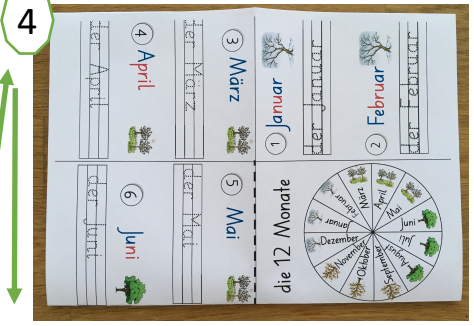 4
4 April
der April
3 März
der März
1 Januar
der Januar
2 Februar
der Februar
6 Juni
der Juni
5 Mai
der Mai
die 12 Monate
Januar
Februar
März
April
Mai
Juni
Juli
August
September
Oktober
November
Dezember